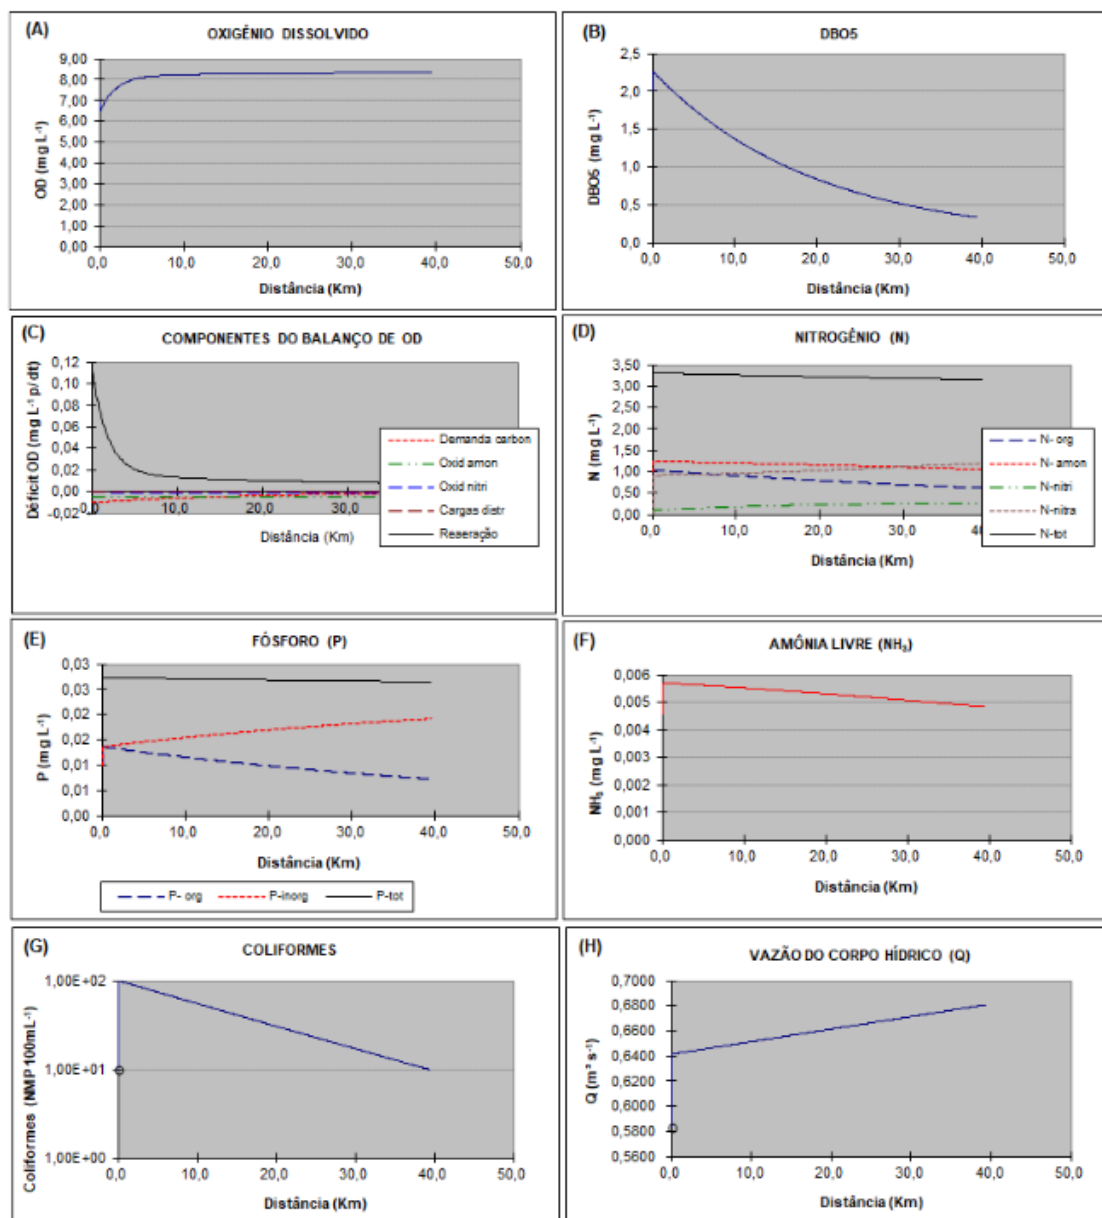 (A)
OXIGÊNIO DISSOLVIDO
OD (mg L⁻¹)
9,00
8,00
7,00
6,00
5,00
4,00
3,00
2,00
1,00
0,00
0,0 10,0 20,0 30,0 40,0 50,0
Distância (Km)
(B)
DBO5
DBO5 (mg L⁻¹)
2,5
2,0
1,5
1,0
0,5
0,0
0,0 10,0 20,0 30,0 40,0 50,0
Distância (Km)
(C)
COMPONENTES DO BALANÇO DE OD
Déficit OD (mg L⁻¹ p/dt)
0,12
0,10
0,08
0,06
0,04
0,02
0,00
-0,02
0,0 10,0 20,0 30,0
Distância (Km)
Demanda carbon
Oxid amon
Oxid nitri
Cargas distr
Reaeração
(D)
NITROGÊNIO (N)
N (mg L⁻¹)
3,50
3,00
2,50
2,00
1,50
1,00
0,50
0,00
0,0 10,0 20,0 30,0
Distância (Km)
N- org
N- amon
N-nitri
N-nitra
N-tot
(E)
FÓSFORO (P)
P (mg L⁻¹)
0,03
0,03
0,02
0,02
0,01
0,01
0,00
0,0 10,0 20,0 30,0 40,0 50,0
Distância (Km)
P- org P-inorg P-tot
(F)
AMÔNIA LIVRE (NH₃)
NH₃ (mg L⁻¹)
0,006
0,005
0,004
0,003
0,002
0,001
0,000
0,0 10,0 20,0 30,0 40,0 50,0
Distância (Km)
(G)
COLIFORMES
Coliformes (NMP 100mL⁻¹)
1,00E+02
1,00E+01
1,00E+00
0,0 10,0 20,0 30,0 40,0 50,0
Distância (Km)
(H)
VAZÃO DO CORPO HÍDRICO (Q)
Q (m³ s⁻¹)
0,7000
0,6800
0,6600
0,6400
0,6200
0,6000
0,5800
0,5600
0,0 10,0 20,0 30,0 40,0 50,0
Distância (Km)